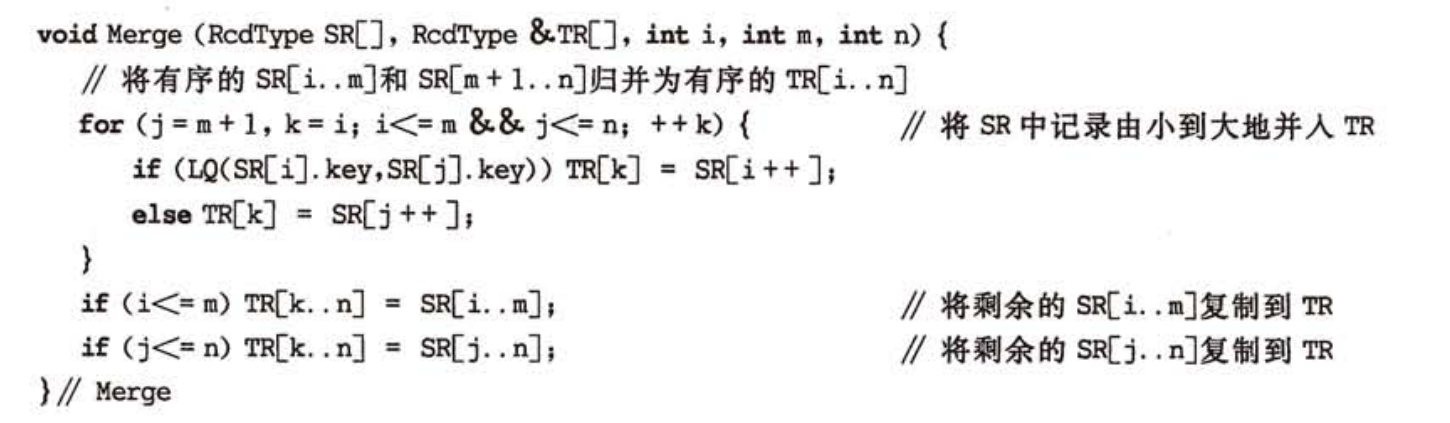 void Merge (RcdType SR[], RcdType &TR[], int i, int m, int n) {
// 将有序的 SR[i..m]和 SR[m+1..n]归并为有序的 TR[i..n]
for (j=m+1, k=i; i<=m && j<=n; ++k) { // 将 SR 中记录由小到大地并入 TR
if (LQ(SR[i].key,SR[j].key)) TR[k] = SR[i++];
else TR[k] = SR[j++];
}
if (i<=m) TR[k..n] = SR[i..m]; // 将剩余的 SR[i..m]复制到 TR
if (j<=n) TR[k..n] = SR[j..n]; // 将剩余的 SR[j..n]复制到 TR
}// Merge